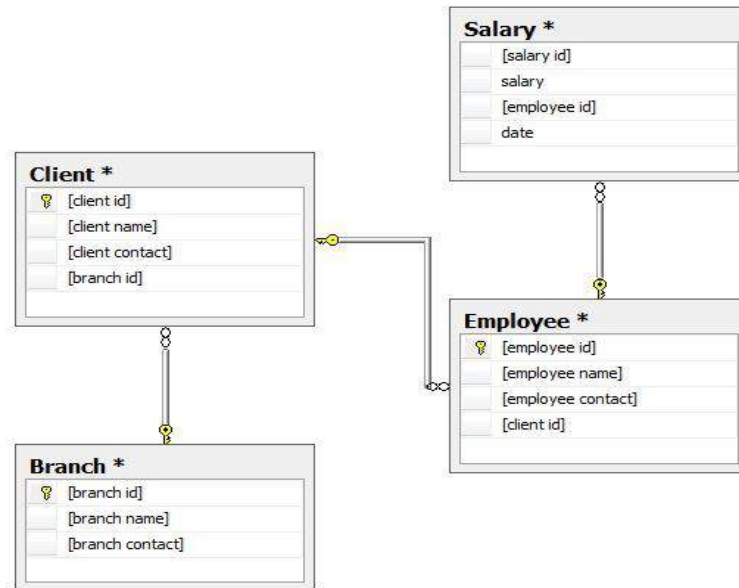 Salary *
[salary id]
salary
[employee id]
date
Client *
[client id]
[client name]
[client contact]
[branch id]
Employee *
[employee id]
[employee name]
[employee contact]
[client id]
Branch *
[branch id]
[branch name]
[branch contact]